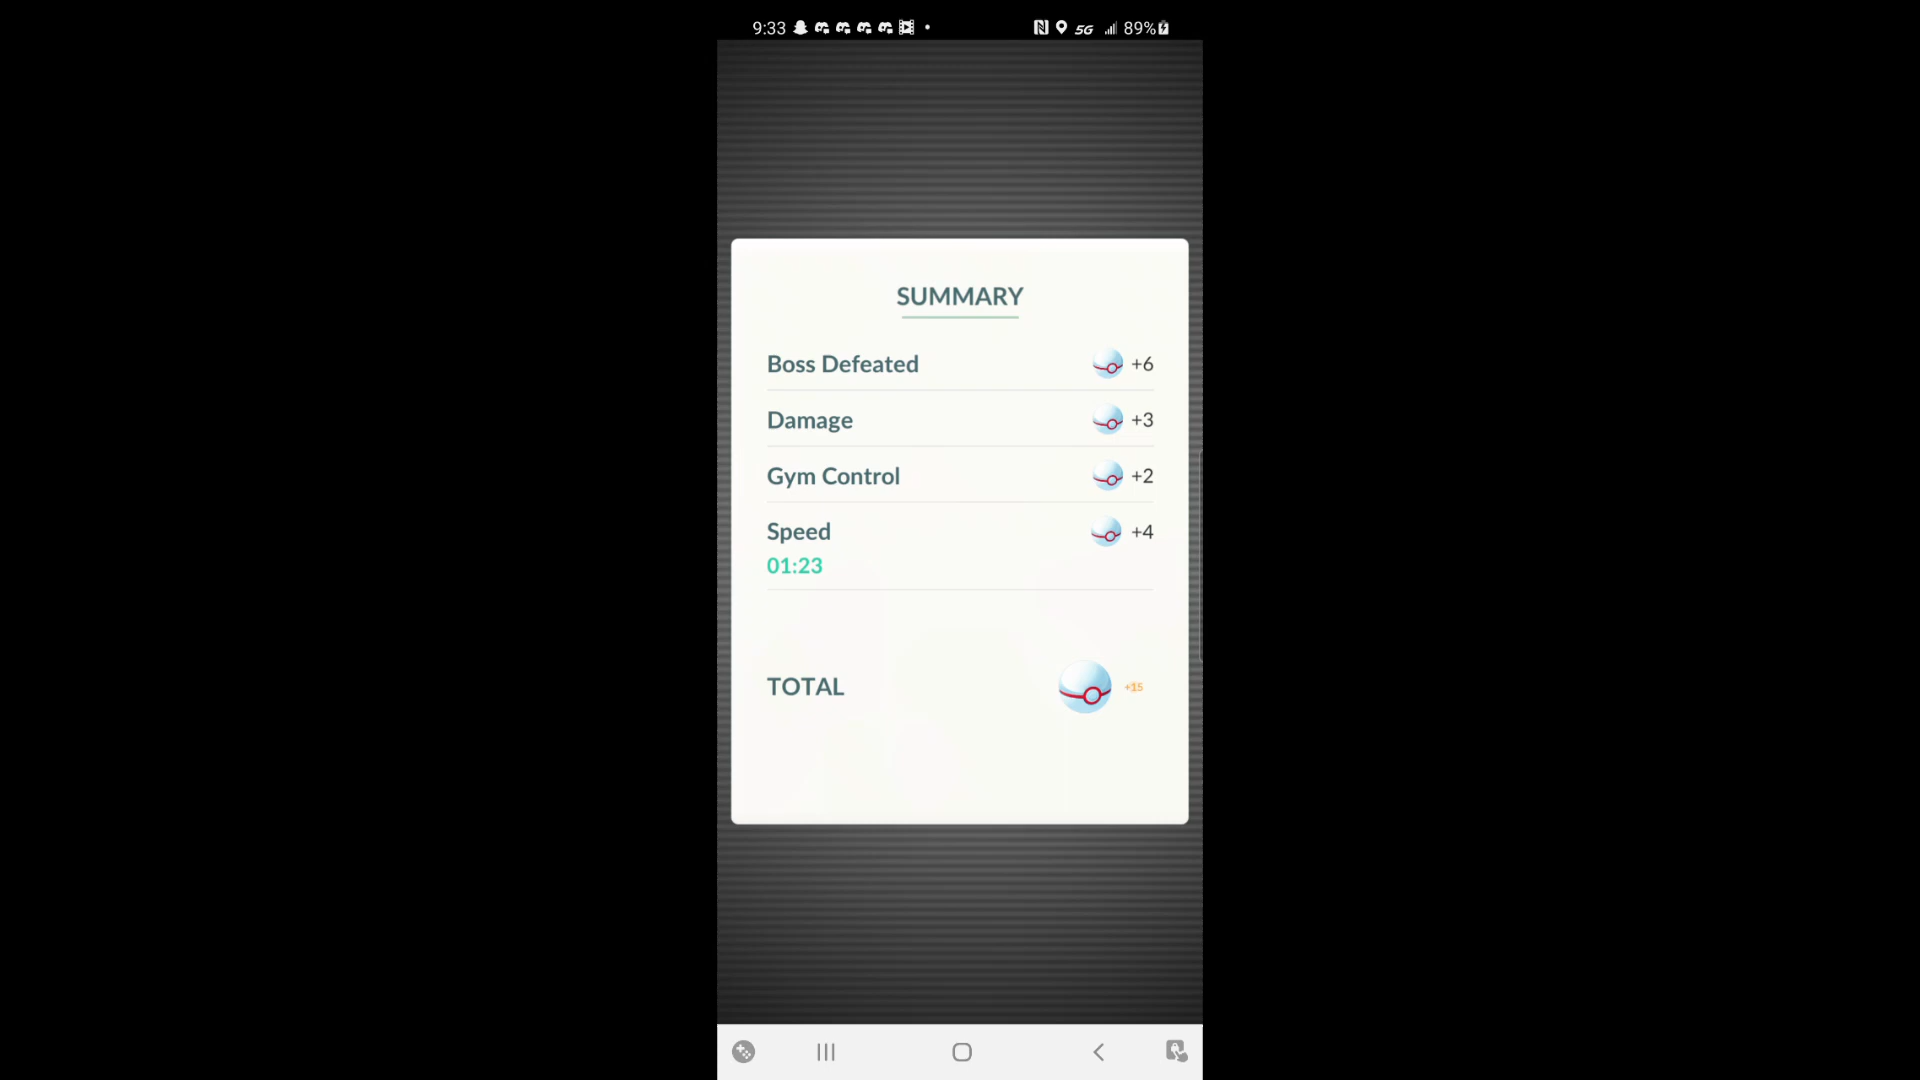 9:33 5G 89%
SUMMARY
Boss Defeated +6
Damage +3
Gym Control +2
Speed +4
01:23
TOTAL +15